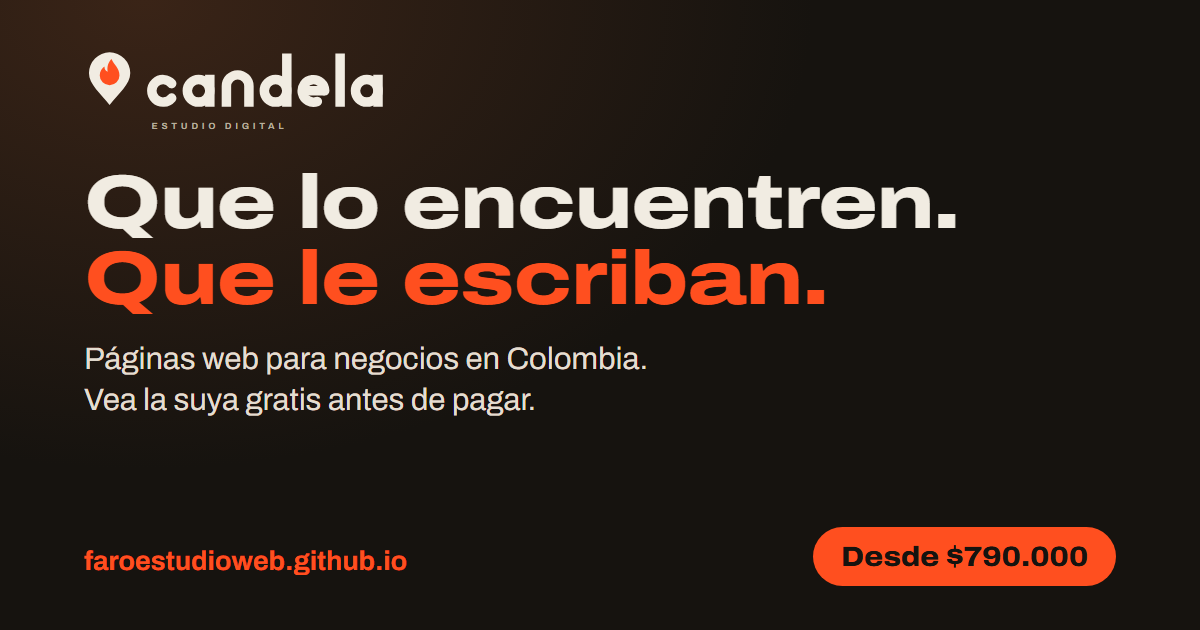 candela
ESTUDIO DIGITAL
Que lo encuentren.
Que le escriban.
Páginas web para negocios en Colombia.
Vea la suya gratis antes de pagar.
faroestudioweb.github.io
Desde $790.000